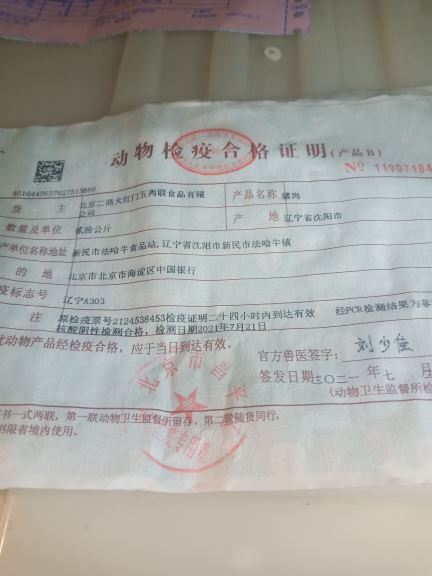 动物检疫合格证明(产品B)
4016447637627515889
№ 11907184
货 主 北京二商大红门五肉联食品有限公司
产品名称 猪肉
数量及单位 贰拾公斤
产 地 辽宁省沈阳市
产单位名称地址 新民市法哈牛食品站,辽宁省沈阳市新民市法哈牛镇
的 地 北京市北京市海淀区中国银行
疫标志号 辽宁A303
注 原检疫票号2124538453检疫证明二十四小时内到达有效 经PCR检测结果为非
核酸阴性检测合格,检测日期2021年7月21日
动物产品经检疫合格,应于当日到达有效。
官方兽医签字:
签发日期 二〇二一年 七 月
(动物卫生监督所检
书一式两联,第一联动物卫生监督所留存,第二联随货同行。
书限省境内使用。
北京市
专用章